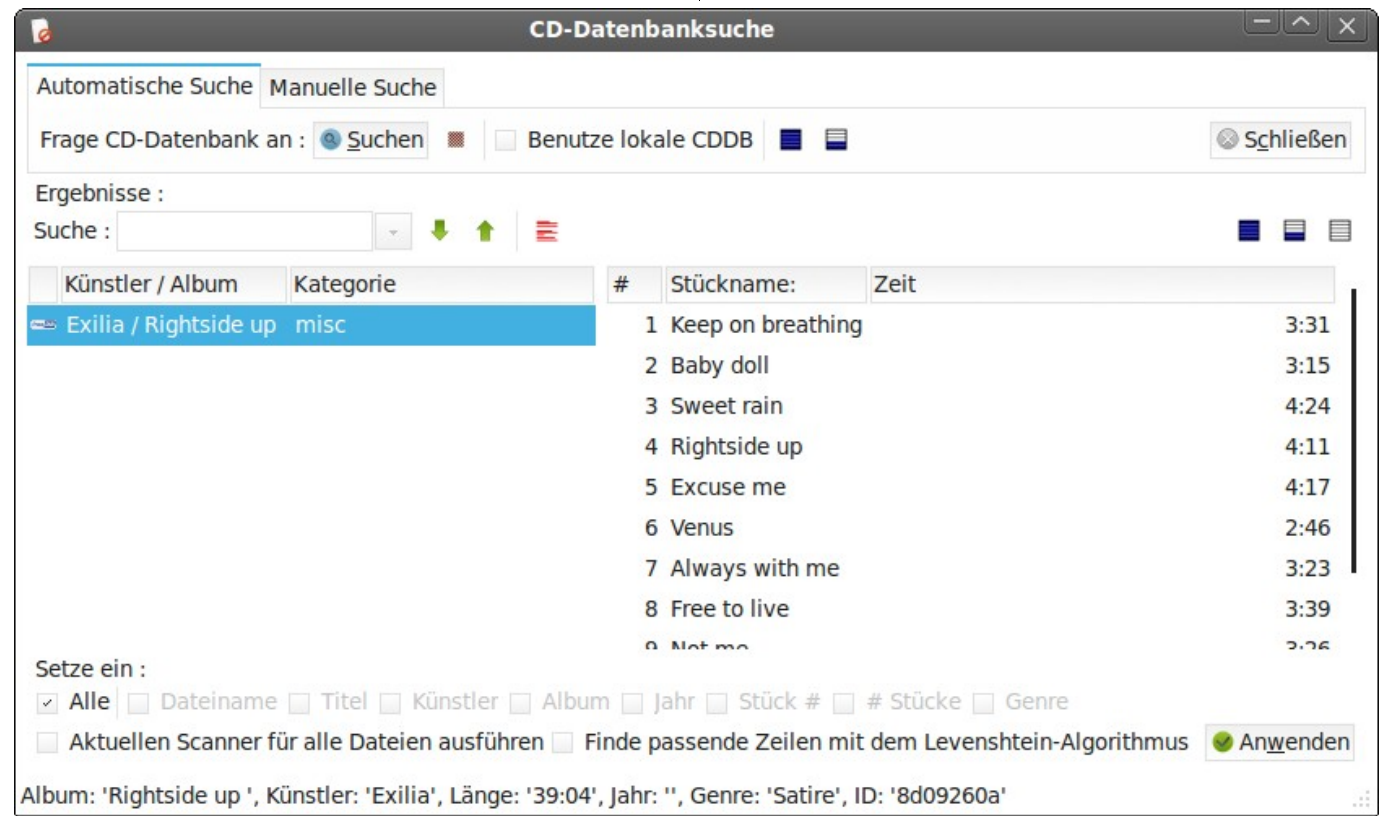 CD-Datenbanksuche
Automatische Suche Manuelle Suche
Frage CD-Datenbank an : Suchen Benutze lokale CDDB Schließen
Ergebnisse :
Suche :
Künstler / Album Kategorie # Stückname: Zeit
Exilia / Rightside up misc 1 Keep on breathing 3:31
2 Baby doll 3:15
3 Sweet rain 4:24
4 Rightside up 4:11
5 Excuse me 4:17
6 Venus 2:46
7 Always with me 3:23
8 Free to live 3:39
9 Not me 3:26
Setze ein :
Alle Dateiname Titel Künstler Album Jahr Stück # # Stücke Genre
Aktuellen Scanner für alle Dateien ausführen Finde passende Zeilen mit dem Levenshtein-Algorithmus Anwenden
Album: 'Rightside up ', Künstler: 'Exilia', Länge: '39:04', Jahr: '', Genre: 'Satire', ID: '8d09260a'